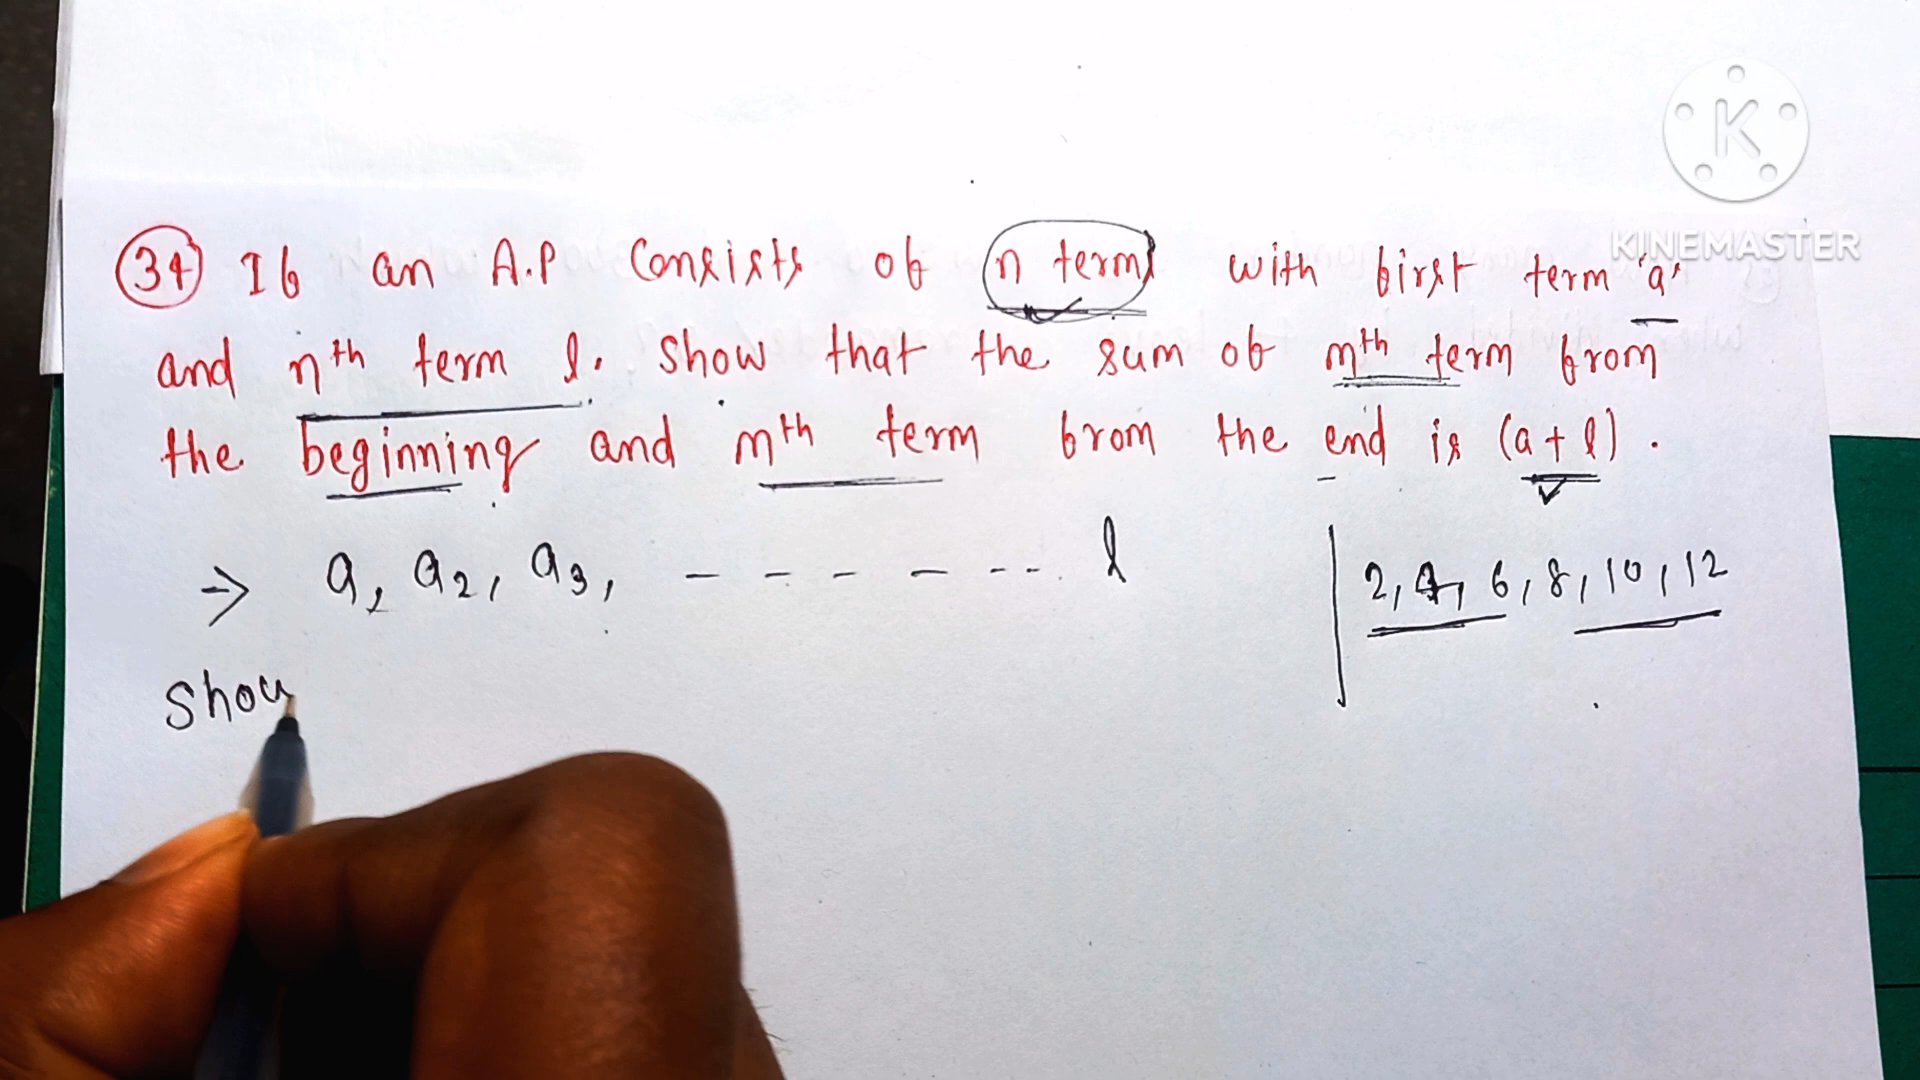 K
KINEMASTER
34 If an A.P Consists of n terms with first term 'a'
and nth term l. Show that the sum of mth term from
the beginning and mth term from the end is (a + l) .
→ a, a2, a3, – – – – – - .. l
2, 4, 6, 8, 10, 12
Show